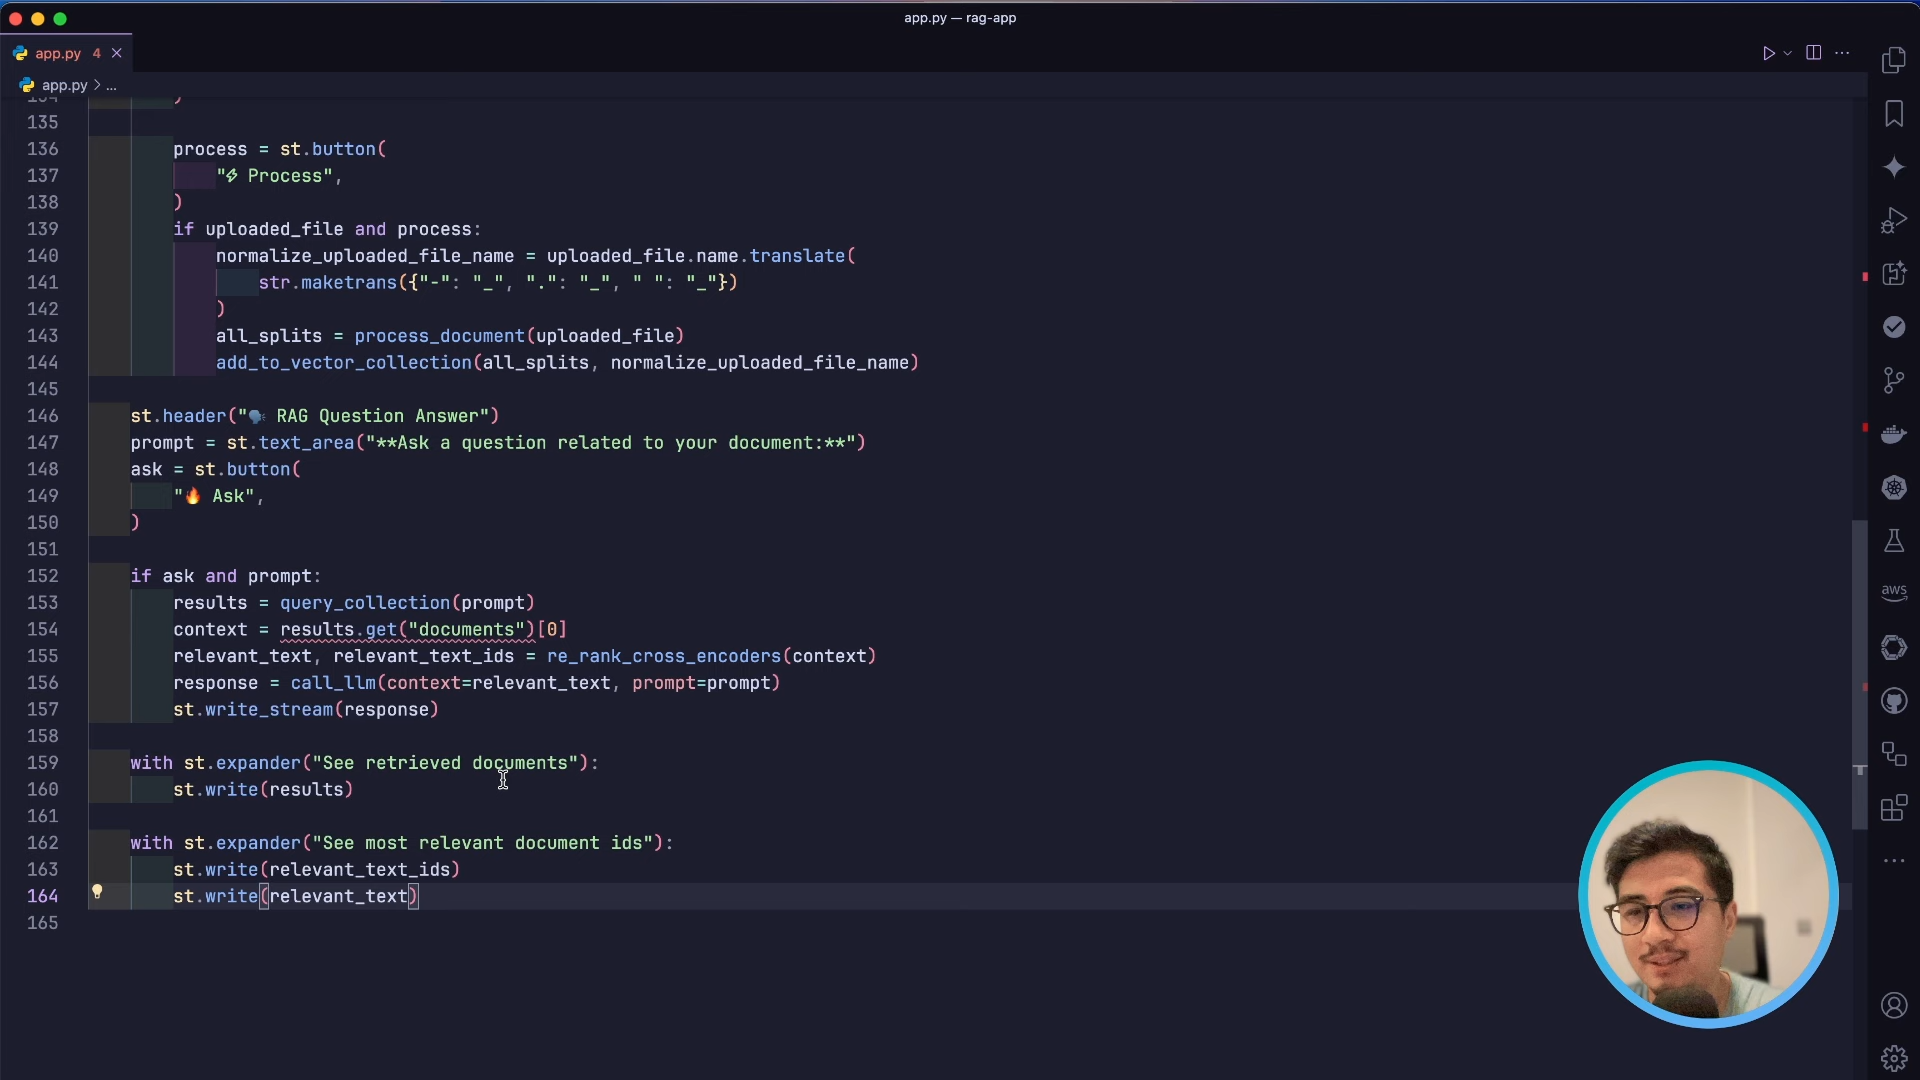 app.py — rag-app
app.py 4
app.py > ...
134 )
135
136 process = st.button(
137 "⚡ Process",
138 )
139 if uploaded_file and process:
140 normalize_uploaded_file_name = uploaded_file.name.translate(
141 str.maketrans({"-": "_", ".": "_", " ": "_"})
142 )
143 all_splits = process_document(uploaded_file)
144 add_to_vector_collection(all_splits, normalize_uploaded_file_name)
145
146 st.header("🗣️ RAG Question Answer")
147 prompt = st.text_area("**Ask a question related to your document:**")
148 ask = st.button(
149 "🔥 Ask",
150 )
151
152 if ask and prompt:
153 results = query_collection(prompt)
154 context = results.get("documents")[0]
155 relevant_text, relevant_text_ids = re_rank_cross_encoders(context)
156 response = call_llm(context=relevant_text, prompt=prompt)
157 st.write_stream(response)
158
159 with st.expander("See retrieved documents"):
160 st.write(results)
161
162 with st.expander("See most relevant document ids"):
163 st.write(relevant_text_ids)
164 st.write(relevant_text)
165
aws